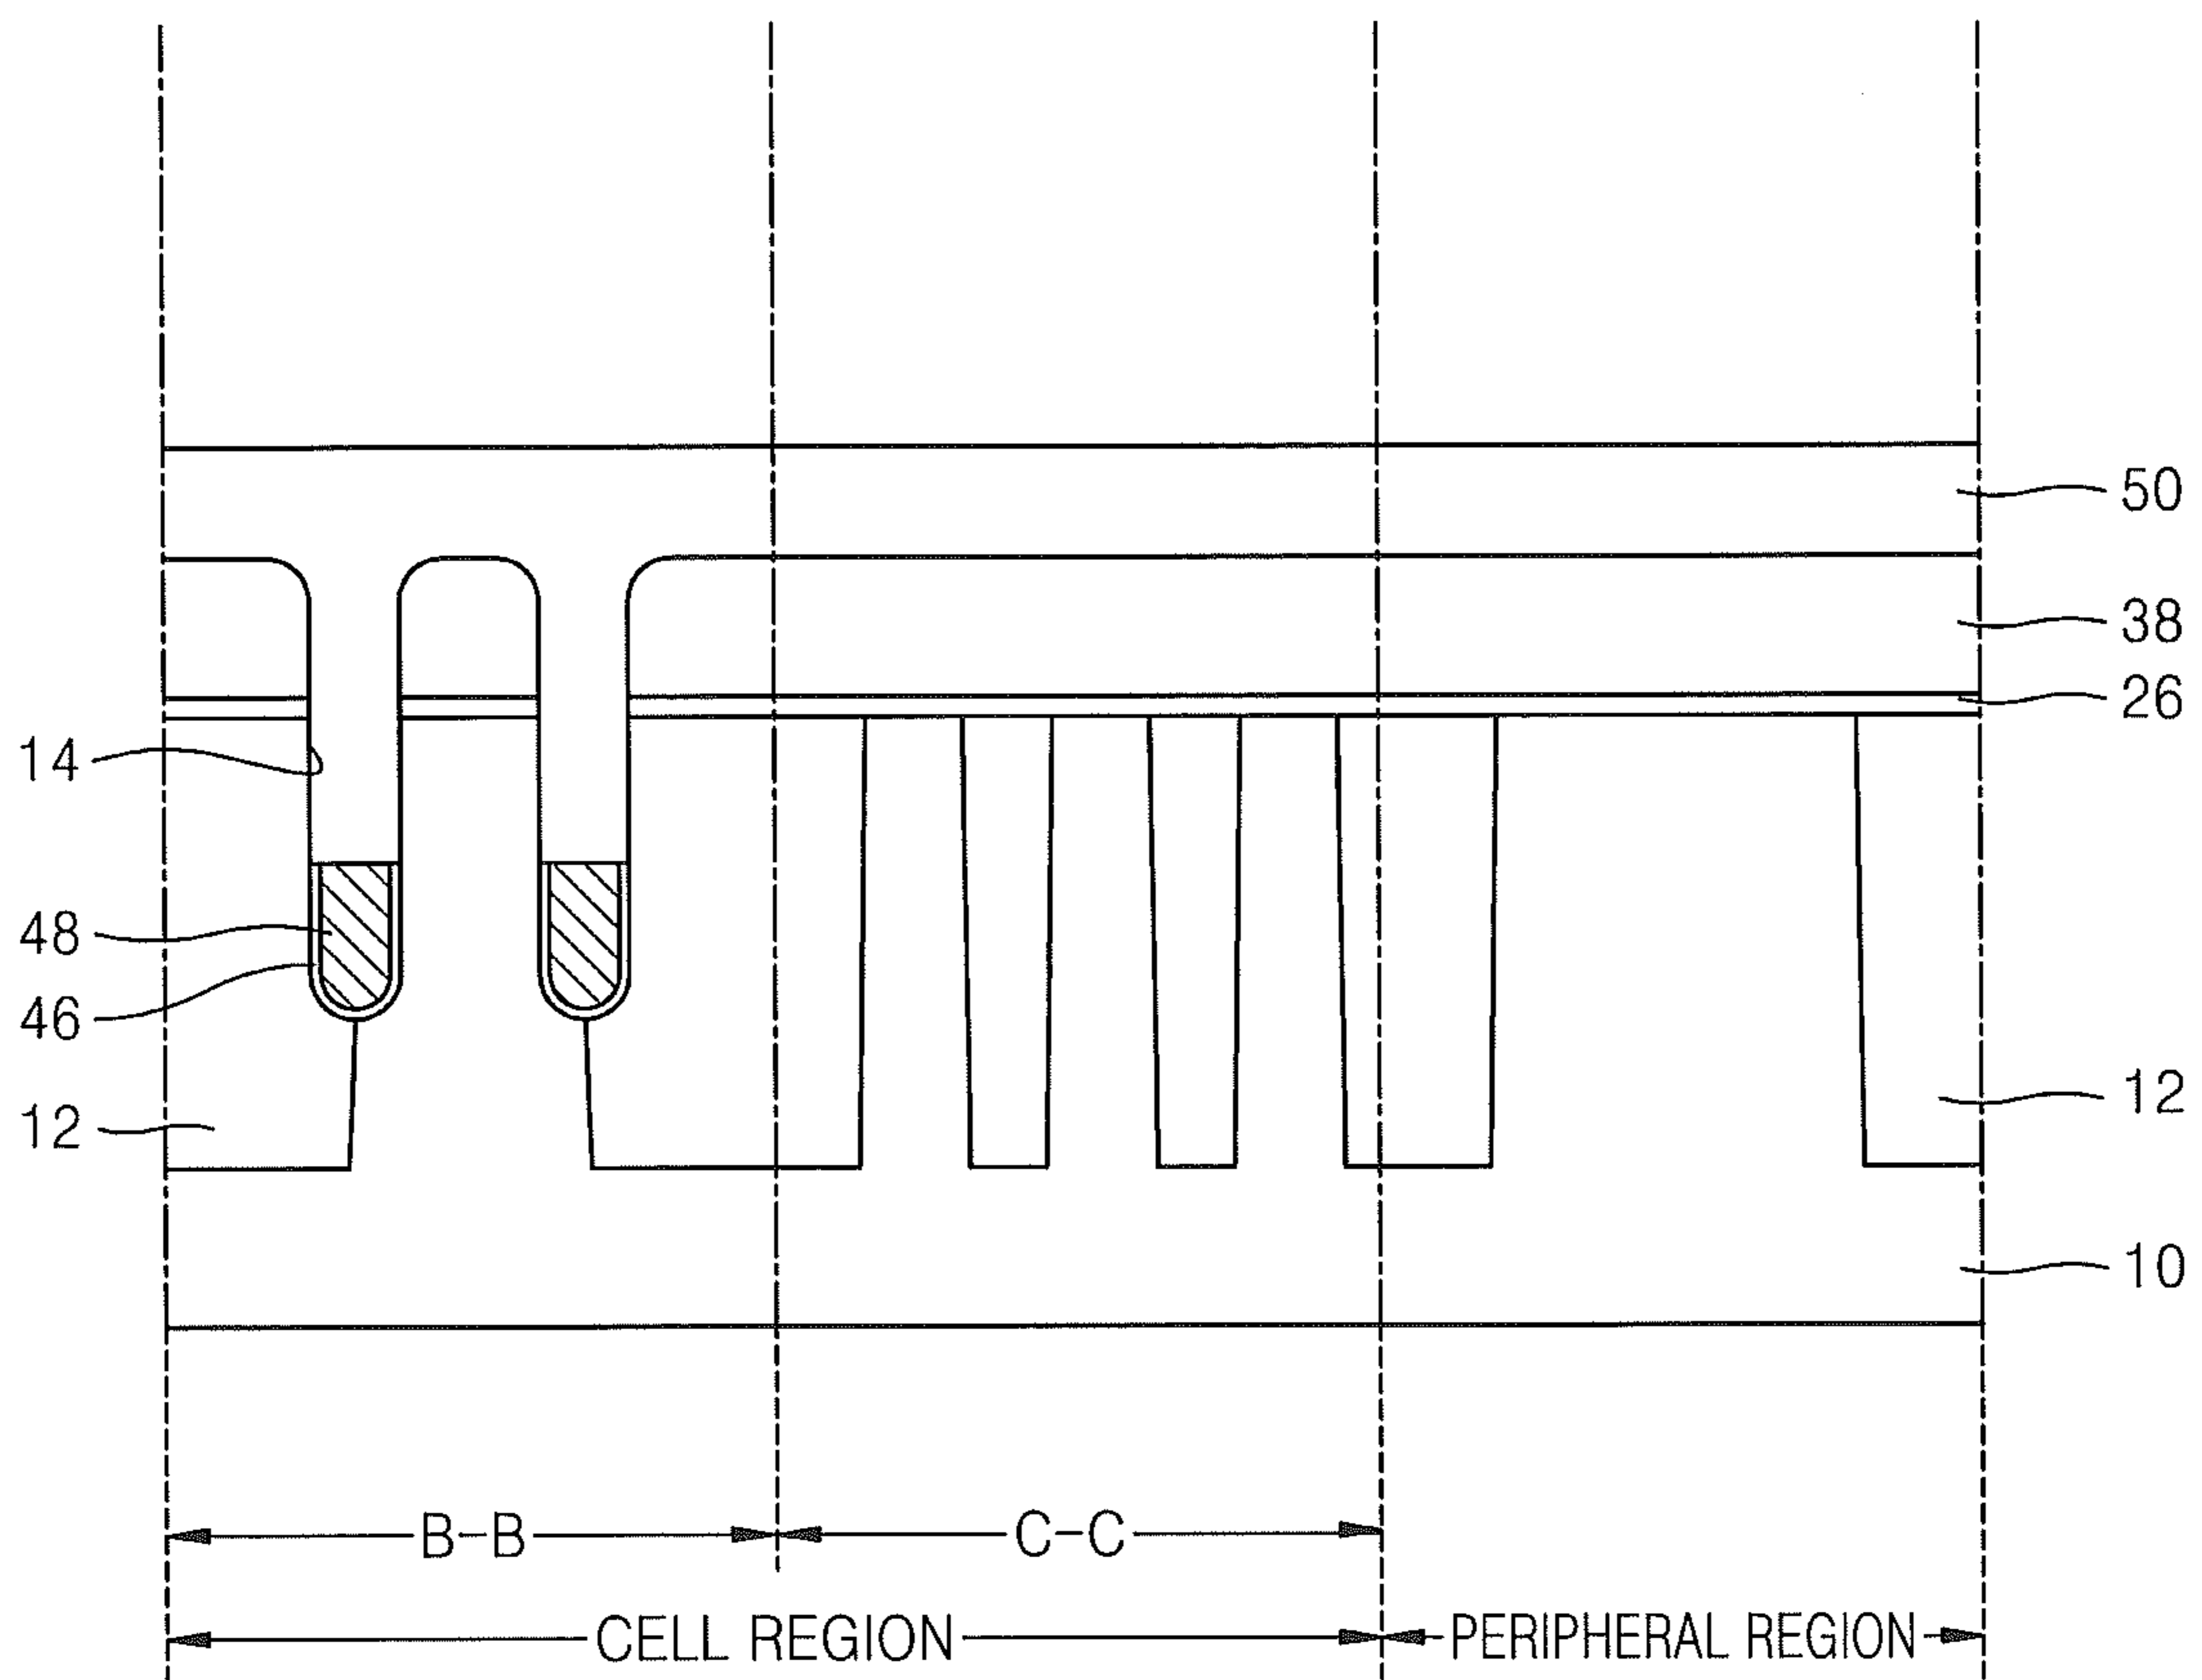 50
38
26
14
48
46
12
12
10
B-B
C-C
CELL REGION
PERIPHERAL REGION